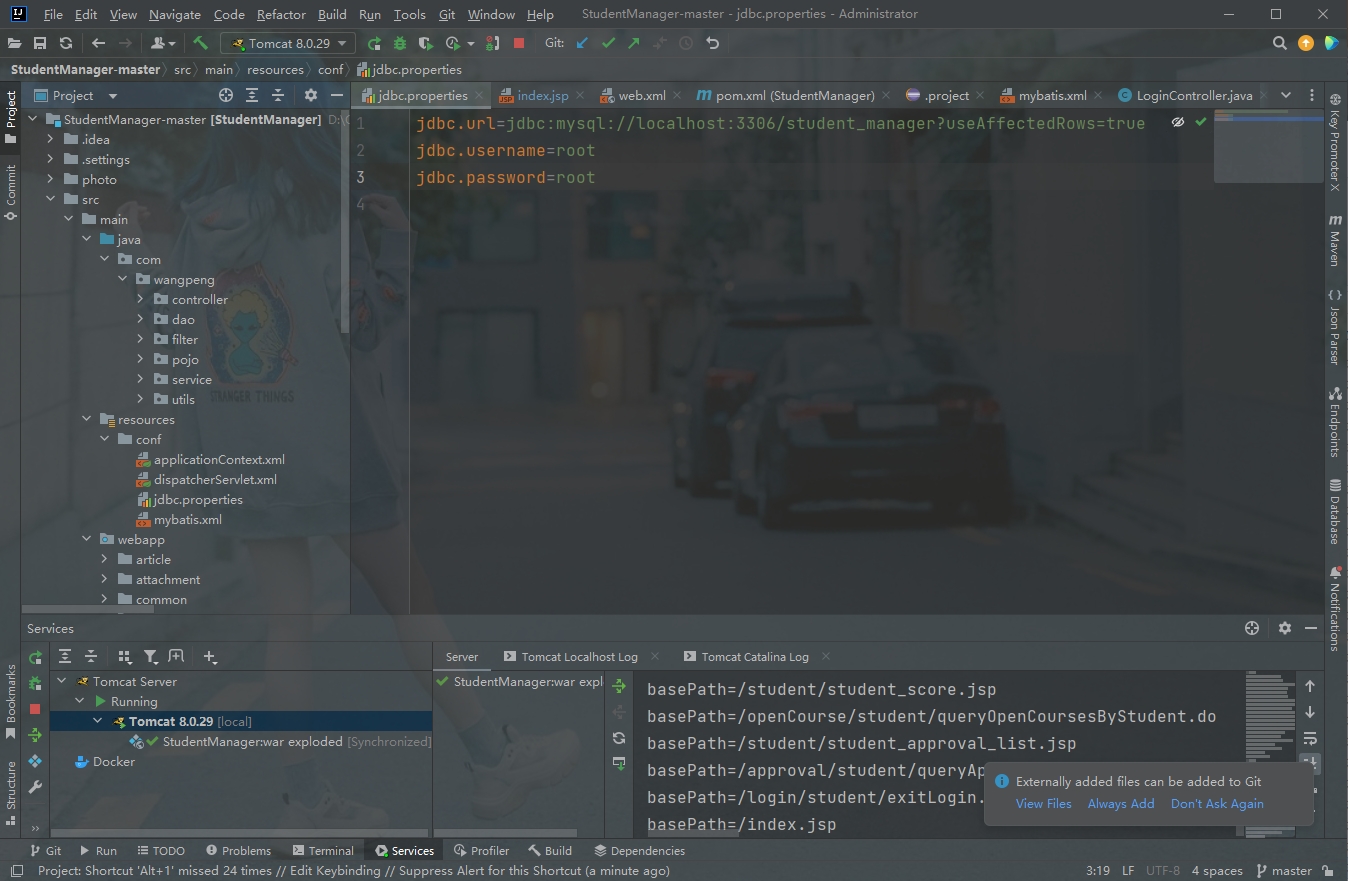 File Edit View Navigate Code Refactor Build Run Tools Git Window Help StudentManager-master - jdbc.properties - Administrator
Tomcat 8.0.29 Git:
StudentManager-master src main resources conf jdbc.properties
Project
jdbc.properties index.jsp web.xml pom.xml (StudentManager) .project mybatis.xml LoginController.java
Project
Commit
Bookmarks
Structure
StudentManager-master [StudentManager]
.idea
.settings
photo
src
main
java
com
wangpeng
controller
dao
filter
pojo
service
utils
STRANGER THINGS
resources
conf
applicationContext.xml
dispatcherServlet.xml
jdbc.properties
mybatis.xml
webapp
article
attachment
common
1 jdbc.url=jdbc:mysql://localhost:3306/student_manager?useAffectedRows=true
2 jdbc.username=root
3 jdbc.password=root
4
Key Promoter X
Maven
Json Parser
Endpoints
Database
Notifications
Services
Server Tomcat Localhost Log Tomcat Catalina Log
Tomcat Server
Running
Tomcat 8.0.29 [local]
StudentManager:war exploded [Synchronized]
Docker
StudentManager:war expl
basePath=/student/student_score.jsp
basePath=/openCourse/student/queryOpenCoursesByStudent.do
basePath=/student/student_approval_list.jsp
basePath=/approval/student/queryAp
basePath=/login/student/exitLogin.
basePath=/index.jsp
Externally added files can be added to Git
View Files Always Add Don't Ask Again
Git Run TODO Problems Terminal Services Profiler Build Dependencies
Project: Shortcut 'Alt+1' missed 24 times // Edit Keybinding // Suppress Alert for this Shortcut (a minute ago) 3:19 LF UTF-8 4 spaces master